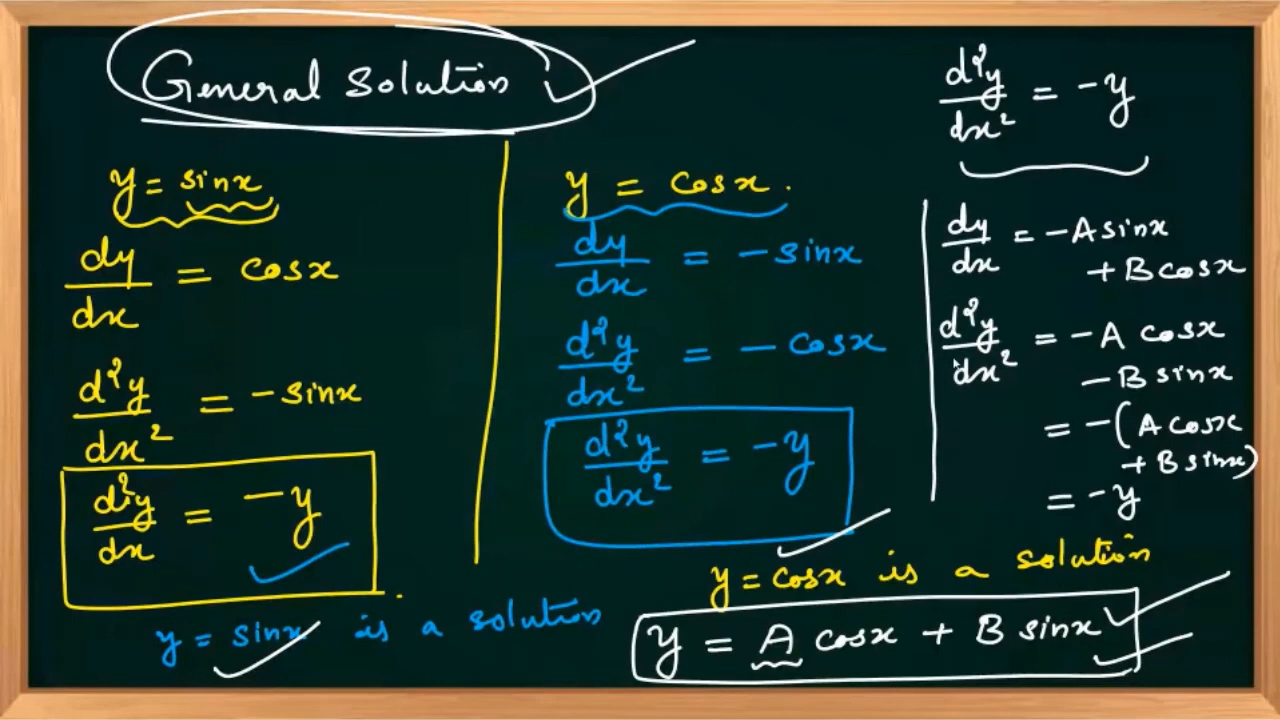 General Solution
y = sinx
dy/dx = cosx
d²y/dx² = -sinx
d²y/dx = -y
y = sinx is a solution
y = cosx.
dy/dx = -sinx
d²y/dx² = -cosx
d²y/dx² = -y
y = cosx is a solution
y = A cosx + B sinx
d²y/dx² = -y
dy/dx = -A sinx
+ B cosx
d²y/dx² = -A cosx
- B sinx
= -(A cosx
+ B sinx)
= -y